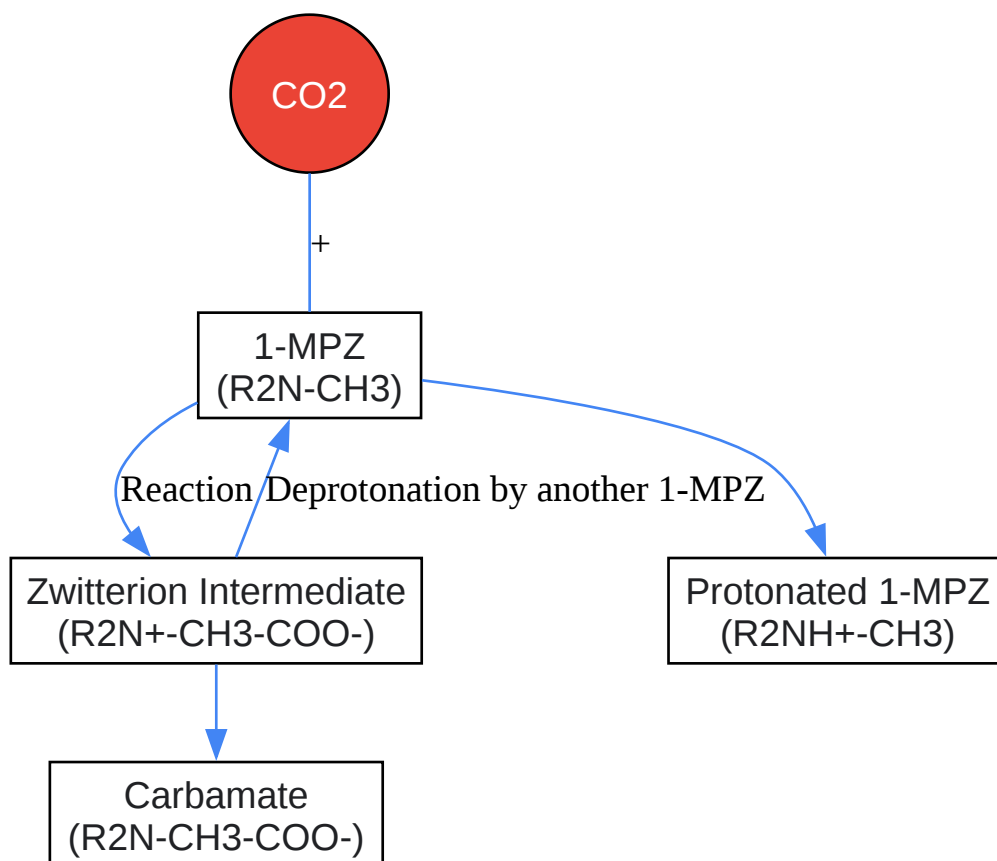 CO2
+
1-MPZ
(R2N-CH3)
Reaction
Deprotonation by another 1-MPZ
Zwitterion Intermediate
(R2N+-CH3-COO-)
Protonated 1-MPZ
(R2NH+-CH3)
Carbamate
(R2N-CH3-COO-)